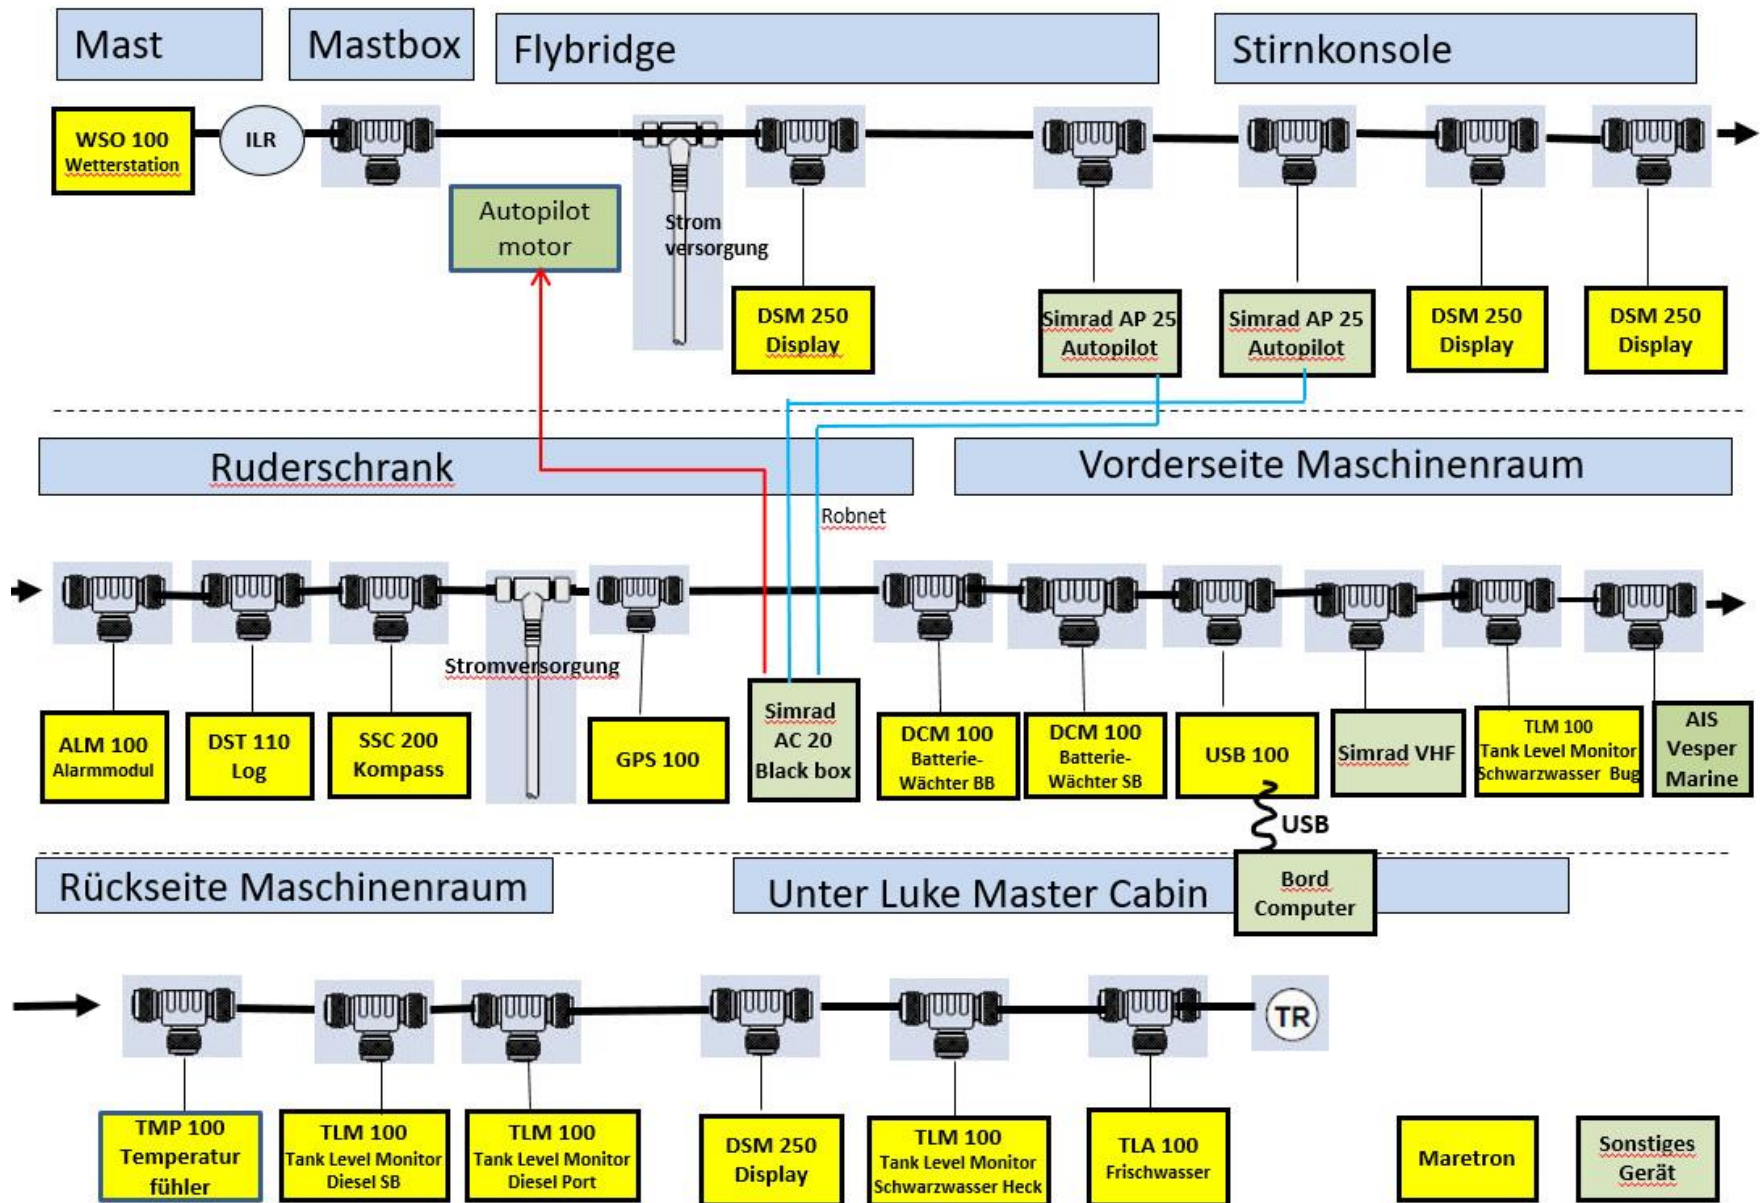 Mast
Mastbox
Flybridge
Stirnkonsole
WSO 100
Wetterstation
ILR
Autopilot
motor
Strom
versorgung
DSM 250
Display
Simrad AP 25
Autopilot
Simrad AP 25
Autopilot
DSM 250
Display
DSM 250
Display
Ruderschrank
Vorderseite Maschinenraum
Robnet
Stromversorgung
ALM 100
Alarmmodul
DST 110
Log
SSC 200
Kompass
GPS 100
Simrad
AC 20
Black box
DCM 100
Batterie-
Wächter BB
DCM 100
Batterie-
Wächter SB
USB 100
Simrad VHF
TLM 100
Tank Level Monitor
Schwarzwasser Bug
AIS
Vesper
Marine
USB
Rückseite Maschinenraum
Unter Luke Master Cabin
Bord
Computer
TR
TMP 100
Temperatur
fühler
TLM 100
Tank Level Monitor
Diesel SB
TLM 100
Tank Level Monitor
Diesel Port
DSM 250
Display
TLM 100
Tank Level Monitor
Schwarzwasser Heck
TLA 100
Frischwasser
Maretron
Sonstiges
Gerät